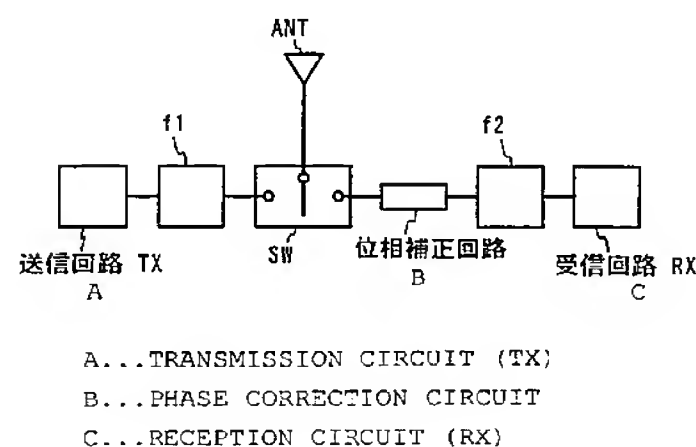 ANT
f1
f2
SW
送信回路 TX
A
位相補正回路
B
受信回路 RX
C
A...TRANSMISSION CIRCUIT (TX)
B...PHASE CORRECTION CIRCUIT
C...RECEPTION CIRCUIT (RX)